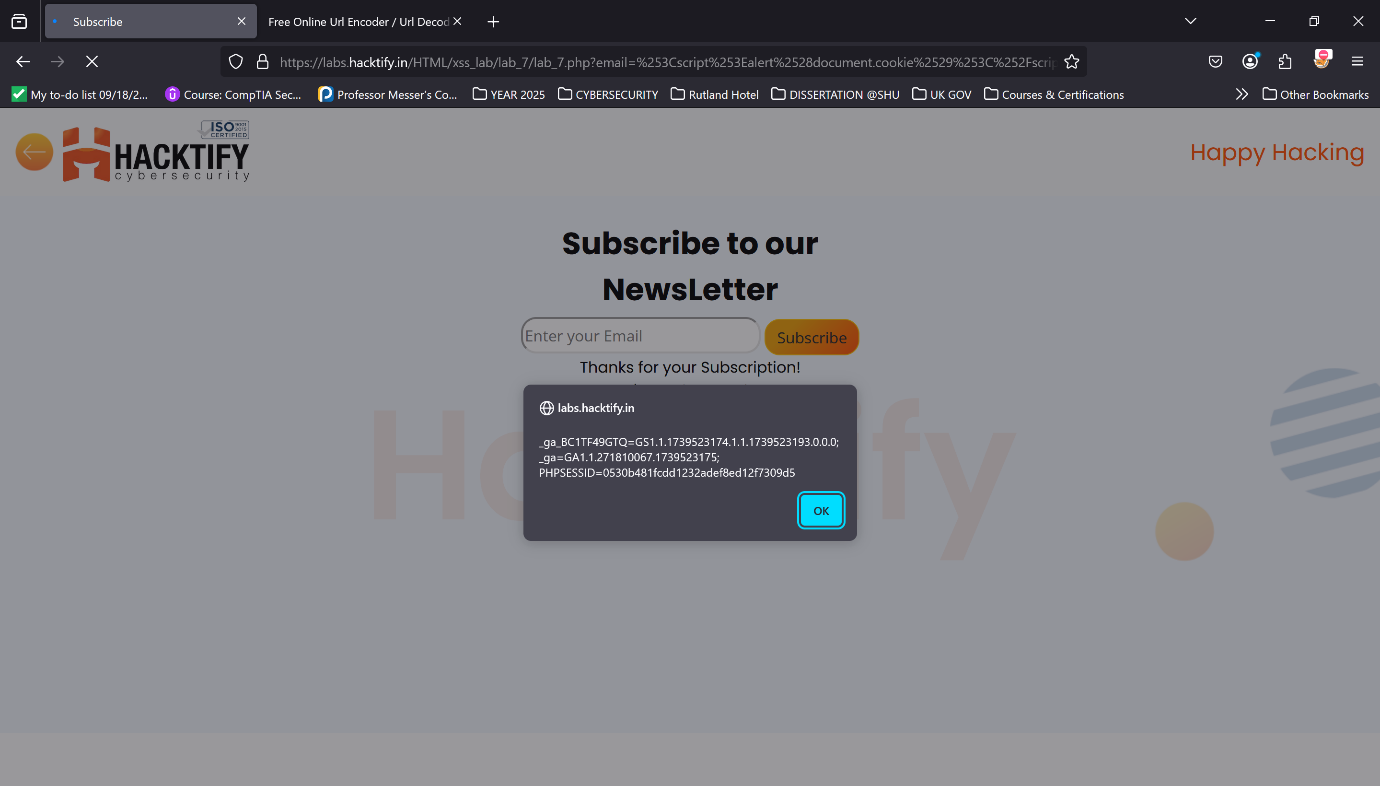 Subscribe
Free Online Url Encoder / Url Decod
https://labs.hacktify.in/HTML/xss_lab/lab_7/lab_7.php?email=%253Cscript%253Ealert%2528document.cookie%2529%253C%252Fscrip
My to-do list 09/18/2...
Course: CompTIA Sec...
Professor Messer's Co...
YEAR 2025
CYBERSECURITY
Rutland Hotel
DISSERTATION @SHU
UK GOV
Courses & Certifications
Other Bookmarks
ISO
CERTIFIED
HACKTIFY
cybersecurity
Happy Hacking
Subscribe to our
NewsLetter
Enter your Email
Subscribe
Thanks for your Subscription!
labs.hacktify.in
_ga_BC1TF49GTQ=GS1.1.1739523174.1.1.1739523193.0.0.0;
_ga=GA1.1.271810067.1739523175;
PHPSESSID=0530b481fcdd1232adef8ed12f7309d5
OK